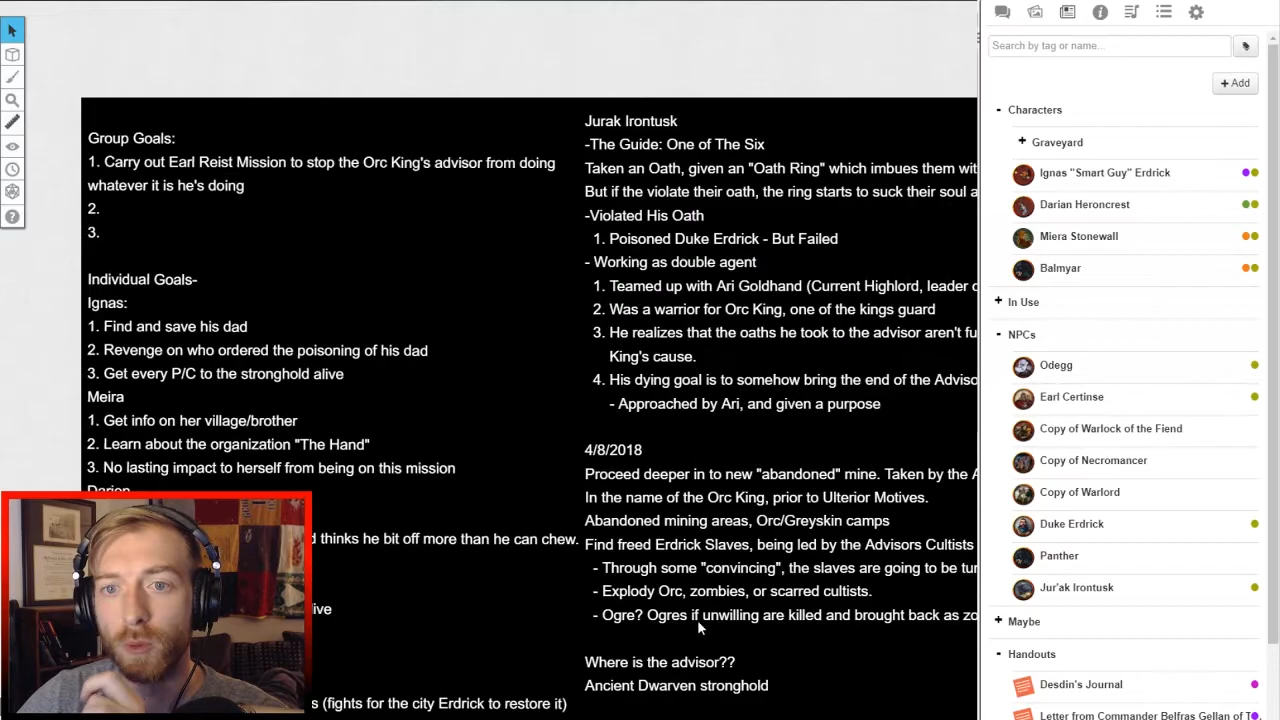 Search by tag or name...
+ Add
Group Goals:
1. Carry out Earl Reist Mission to stop the Orc King's advisor from doing
whatever it is he's doing
2.
3.
Individual Goals-
Ignas:
1. Find and save his dad
2. Revenge on who ordered the poisoning of his dad
3. Get every P/C to the stronghold alive
Meira
1. Get info on her village/brother
2. Learn about the organization "The Hand"
3. No lasting impact to herself from being on this mission
Darion
d thinks he bit off more than he can chew.
live
s (fights for the city Erdrick to restore it)
Jurak Irontusk
-The Guide: One of The Six
Taken an Oath, given an "Oath Ring" which imbues them wit
But if the violate their oath, the ring starts to suck their soul a
-Violated His Oath
1. Poisoned Duke Erdrick - But Failed
- Working as double agent
1. Teamed up with Ari Goldhand (Current Highlord, leader o
2. Was a warrior for Orc King, one of the kings guard
3. He realizes that the oaths he took to the advisor aren't fu
King's cause.
4. His dying goal is to somehow bring the end of the Adviso
- Approached by Ari, and given a purpose
4/8/2018
Proceed deeper in to new "abandoned" mine. Taken by the A
In the name of the Orc King, prior to Ulterior Motives.
Abandoned mining areas, Orc/Greyskin camps
Find freed Erdrick Slaves, being led by the Advisors Cultists
- Through some "convincing", the slaves are going to be tur
- Explody Orc, zombies, or scarred cultists.
- Ogre? Ogres if unwilling are killed and brought back as zo
Where is the advisor??
Ancient Dwarven stronghold
Characters
Graveyard
Ignas "Smart Guy" Erdrick
Darian Heroncrest
Miera Stonewall
Balmyar
In Use
NPCs
Odegg
Earl Certinse
Copy of Warlock of the Fiend
Copy of Necromancer
Copy of Warlord
Duke Erdrick
Panther
Jur'ak Irontusk
Maybe
Handouts
Desdin's Journal
Letter from Commander Belfras Gellan of T...